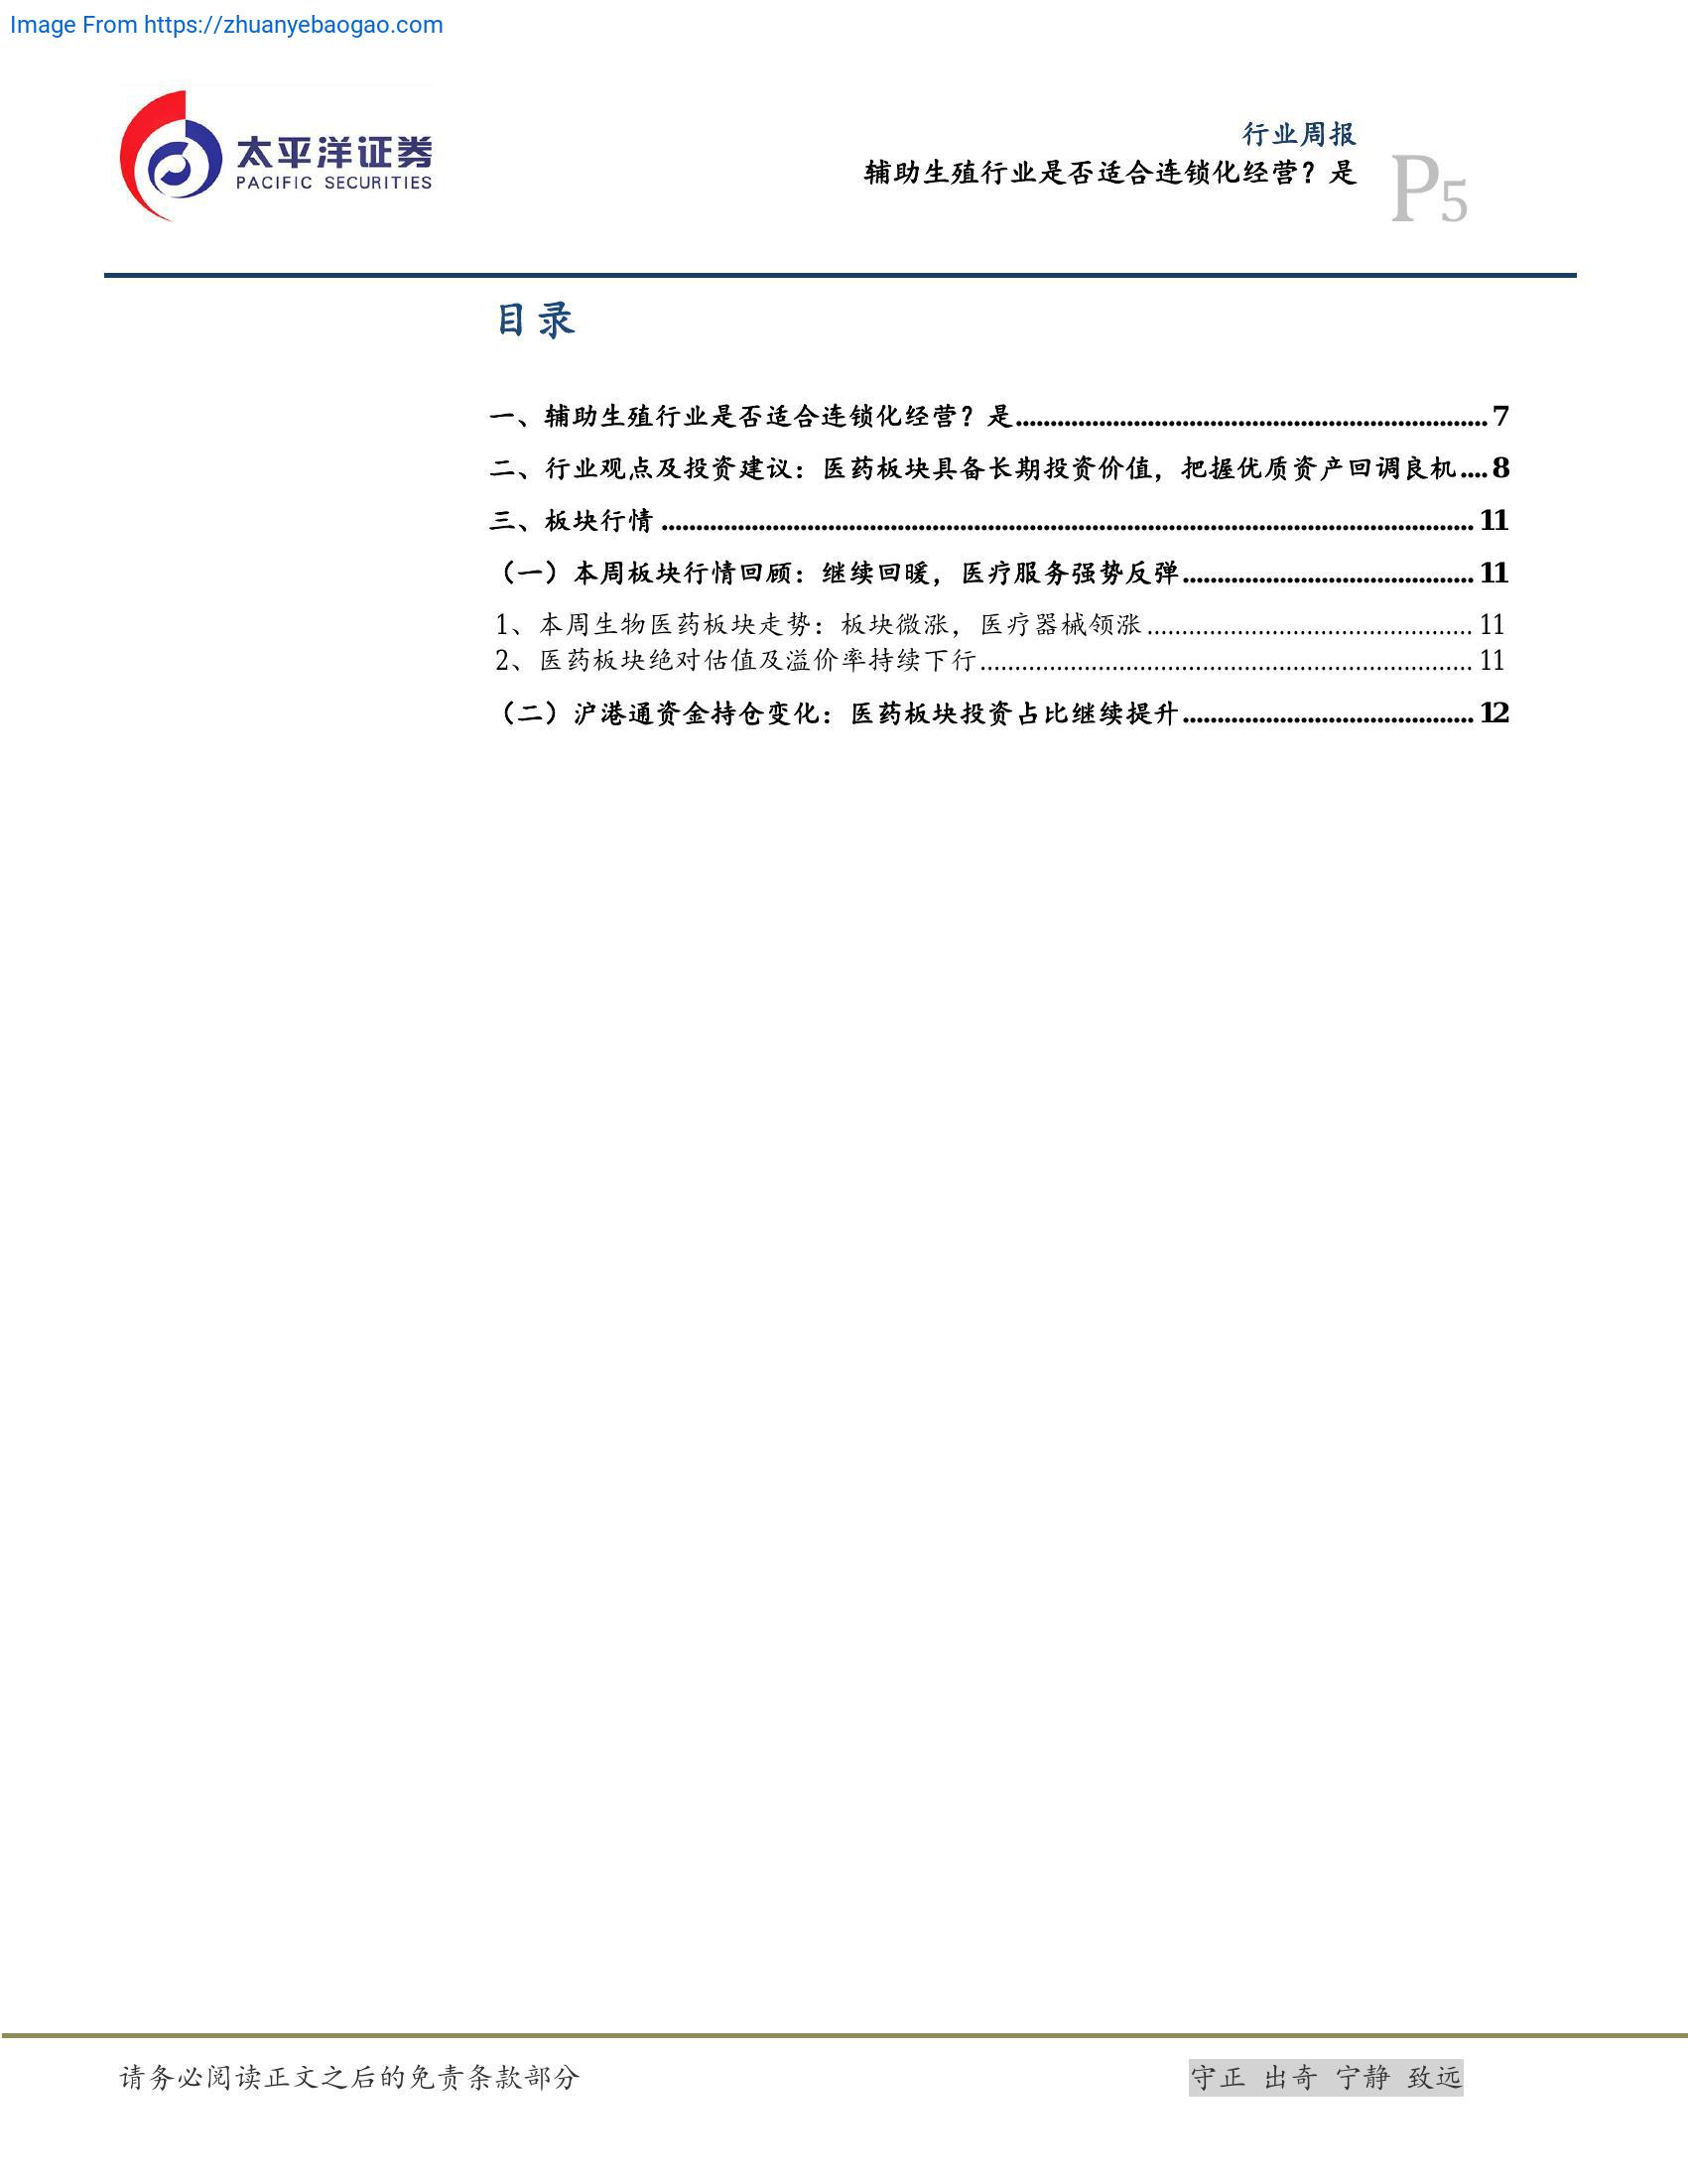 Image From https://zhuanyebaogao.com
太平洋证券
PACIFIC SECURITIES
行业周报
辅助生殖行业是否适合连锁化经营？是
P5
目录
一、辅助生殖行业是否适合连锁化经营？是....................................................................7
二、行业观点及投资建议：医药板块具备长期投资价值，把握优质资产回调良机....8
三、板块行情.....................................................................................................................11
（一）本周板块行情回顾：继续回暖，医疗服务强势反弹..........................................11
1、本周生物医药板块走势：板块微涨，医疗器械领涨...............................................11
2、医药板块绝对估值及溢价率持续下行.......................................................................11
（二）沪港通资金持仓变化：医药板块投资占比继续提升..........................................12
请务必阅读正文之后的免责条款部分
守正 出奇 宁静 致远